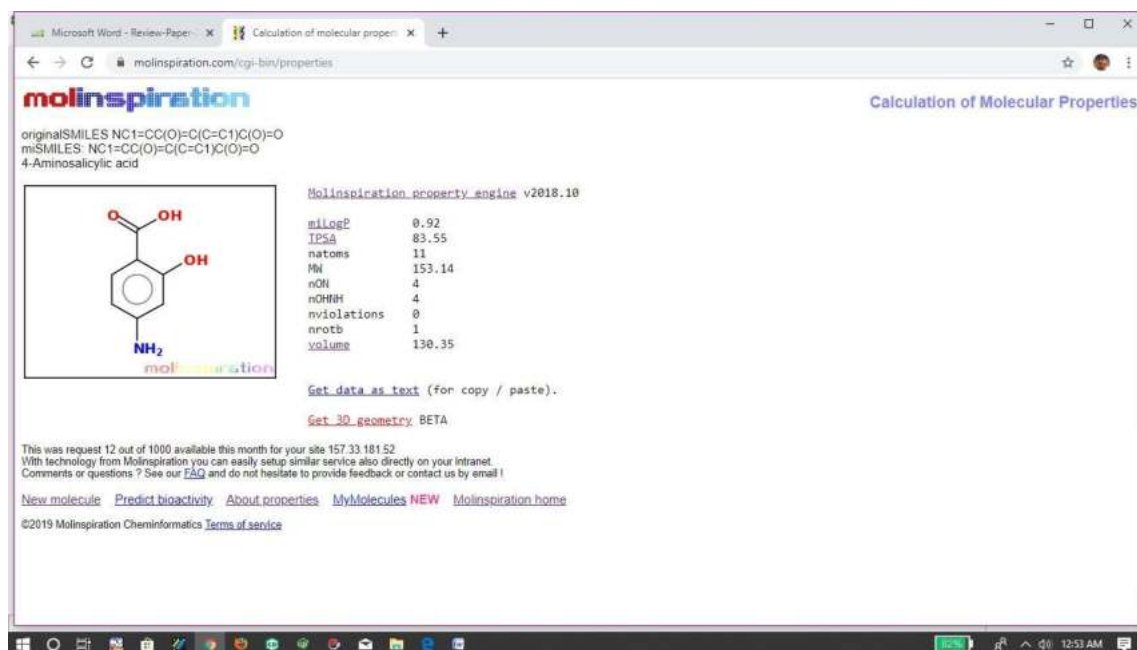 Microsoft Word - Review-Paper-
Calculation of molecular proper
molinspiration.com/cgi-bin/properties
molinspiration
Calculation of Molecular Properties
originalSMILES NC1=CC(O)=C(C=C1)C(O)=O
miSMILES: NC1=CC(O)=C(C=C1)C(O)=O
4-Aminosalicylic acid
O OH
OH
NH2
molinspiration
Molinspiration property engine v2018.10
miLogP 0.92
TPSA 83.55
natoms 11
MW 153.14
nON 4
nOHNH 4
nviolations 0
nrotb 1
volume 130.35
Get data as text (for copy / paste).
Get 3D geometry BETA
This was request 12 out of 1000 available this month for your site 157.33.181.52
With technology from Molinspiration you can easily setup similar service also directly on your intranet.
Comments or questions ? See our FAQ and do not hesitate to provide feedback or contact us by email !
New molecule Predict bioactivity About properties MyMolecules NEW Molinspiration home
©2019 Molinspiration Cheminformatics Terms of service
82% 12:53 AM